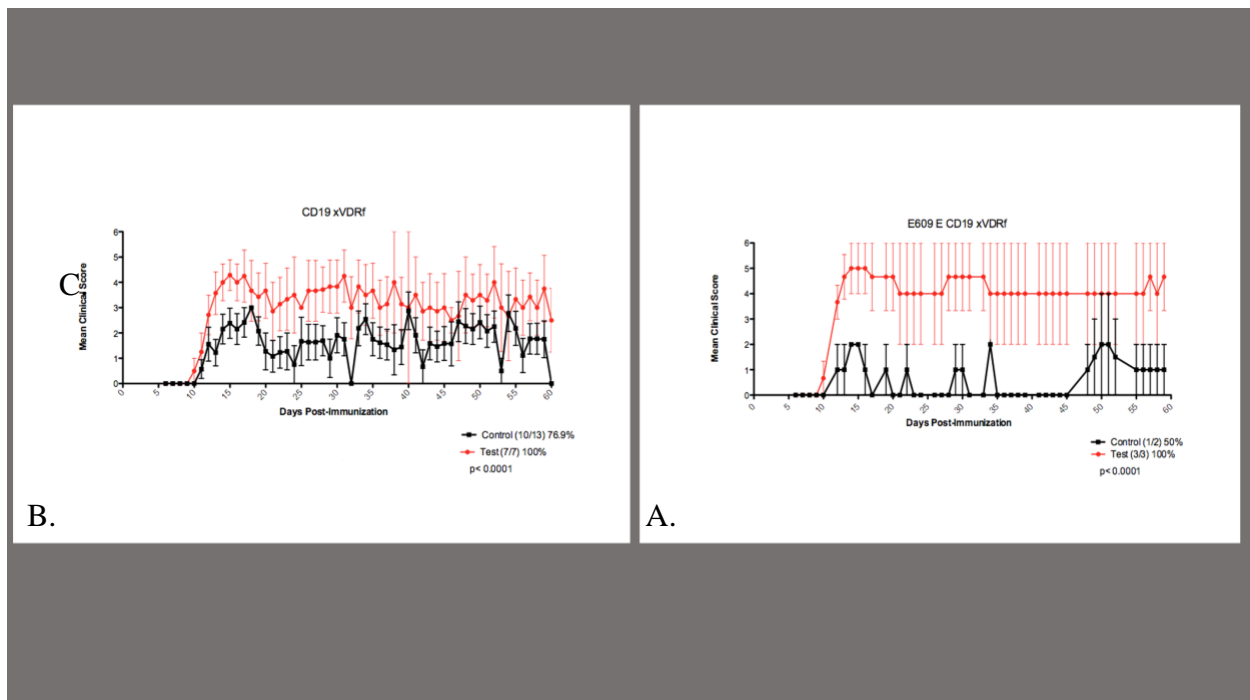 CD19 xVDRf
6
5
4
3
2
1
0
C
Mean Clinical Score
0
5
10
15
20
25
30
35
40
45
50
55
60
Days Post-Immunization
Control (10/13) 76.9%
Test (7/7) 100%
p< 0.0001
B.
E609 E CD19 xVDRf
6
5
4
3
2
1
0
Mean Clinical Score
0
5
10
15
20
25
30
35
40
45
50
55
60
Days Post-Immunization
Control (1/2) 50%
Test (3/3) 100%
p< 0.0001
A.